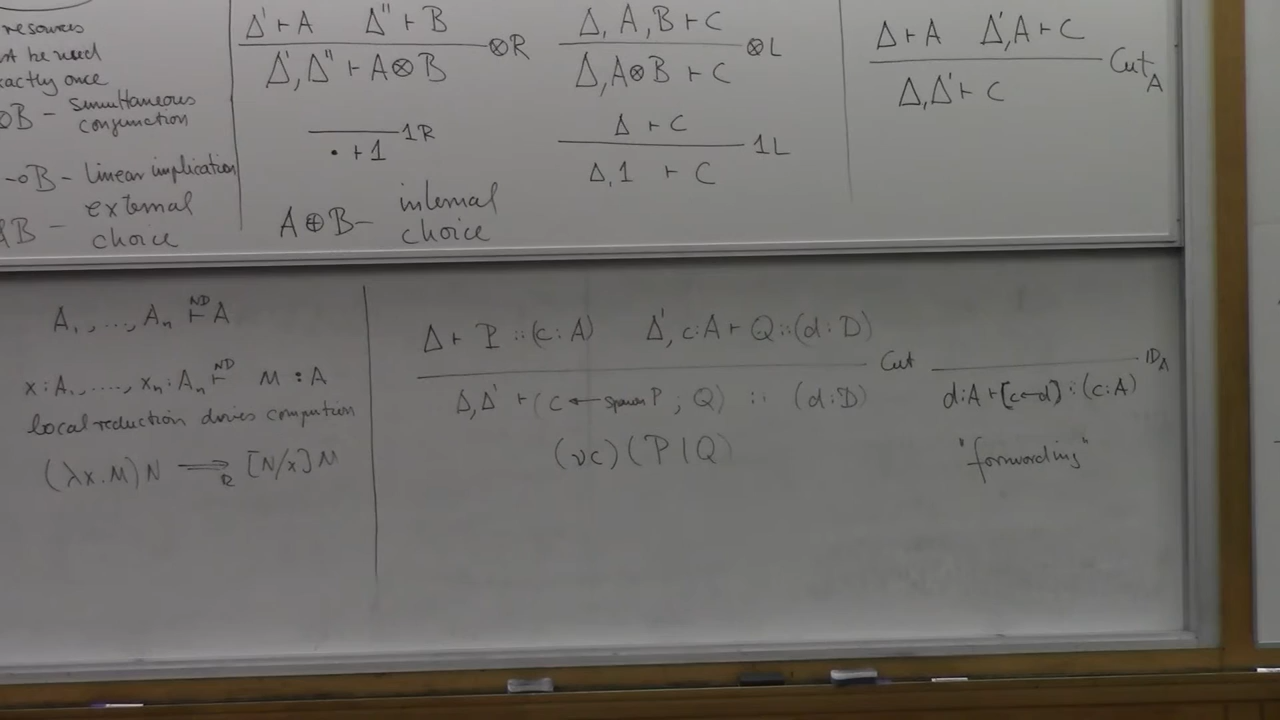 resources
be used
exactly once
⊗B – simultaneous
conjunction
⊸B – linear implication
&B – external
choice
Δ' ⊢ A Δ'' ⊢ B
Δ', Δ'' ⊢ A⊗B ⊗R
1R
· ⊢ 1
A⊕B – internal
choice
Δ, A, B ⊢ C
Δ, A⊗B ⊢ C ⊗L
Δ ⊢ C
Δ, 1 ⊢ C 1L
Δ ⊢ A Δ', A ⊢ C
Δ, Δ' ⊢ C Cut_A
A₁, ..., Aₙ ⊢^ND A
x:A₁, ...., xₙ:Aₙ ⊢^ND M : A
local reduction drives computation
(λx.M)N ⟹_R [N/x]M
Δ ⊢ P :: (c:A) Δ', c:A ⊢ Q :: (d:D)
Cut
Δ, Δ' ⊢ (c ← spawn P ; Q) :: (d:D)
(νc)(P | Q)
ID_A
d:A ⊢ [c←d] :: (c:A)
"forwarding"